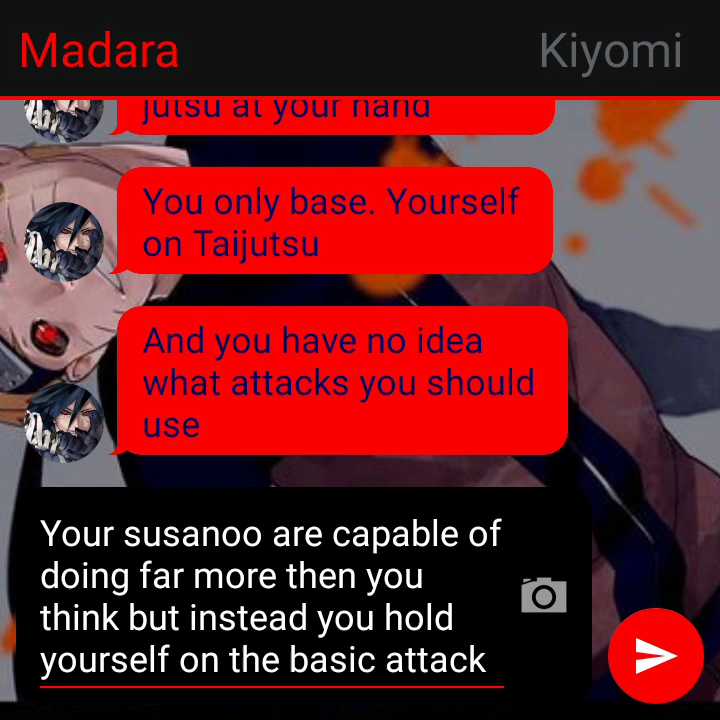 Madara
Kiyomi
jutsu at your hand
You only base. Yourself
on Taijutsu
And you have no idea
what attacks you should
use
Your susanoo are capable of
doing far more then you
think but instead you hold
yourself on the basic attack